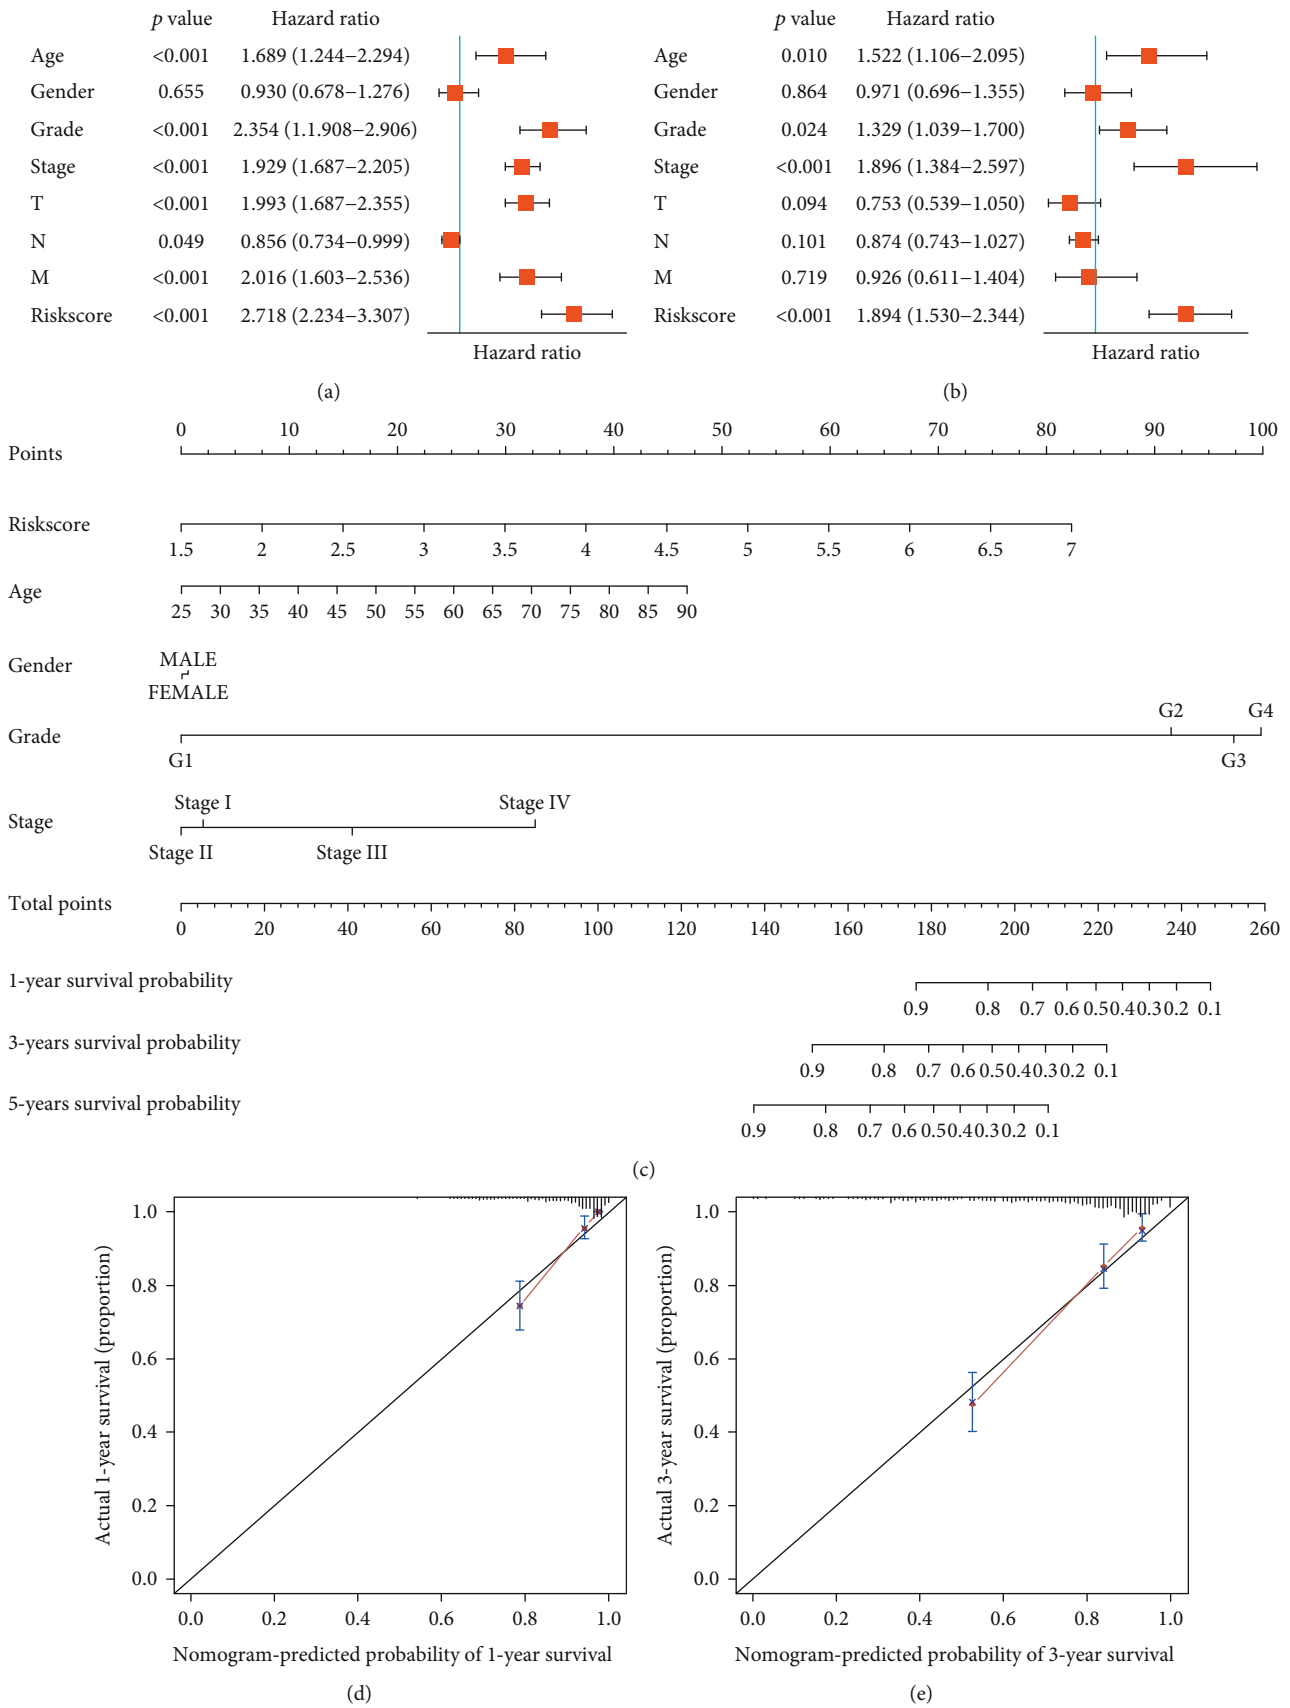 p value Hazard ratio
Age <0.001 1.689 (1.244–2.294)
Gender 0.655 0.930 (0.678–1.276)
Grade <0.001 2.354 (1.1.908–2.906)
Stage <0.001 1.929 (1.687–2.205)
T <0.001 1.993 (1.687–2.355)
N 0.049 0.856 (0.734–0.999)
M <0.001 2.016 (1.603–2.536)
Riskscore <0.001 2.718 (2.234–3.307)
Hazard ratio
(a)
p value Hazard ratio
Age 0.010 1.522 (1.106–2.095)
Gender 0.864 0.971 (0.696–1.355)
Grade 0.024 1.329 (1.039–1.700)
Stage <0.001 1.896 (1.384–2.597)
T 0.094 0.753 (0.539–1.050)
N 0.101 0.874 (0.743–1.027)
M 0.719 0.926 (0.611–1.404)
Riskscore <0.001 1.894 (1.530–2.344)
Hazard ratio
(b)
0 10 20 30 40 50 60 70 80 90 100
Points
Riskscore
1.5 2 2.5 3 3.5 4 4.5 5 5.5 6 6.5 7
Age
25 30 35 40 45 50 55 60 65 70 75 80 85 90
MALE
Gender
FEMALE
G2 G4
Grade
G1 G3
Stage I Stage IV
Stage
Stage II Stage III
Total points
0 20 40 60 80 100 120 140 160 180 200 220 240 260
1-year survival probability
0.9 0.8 0.7 0.6 0.5 0.4 0.3 0.2 0.1
3-years survival probability
0.9 0.8 0.7 0.6 0.5 0.4 0.3 0.2 0.1
5-years survival probability
0.9 0.8 0.7 0.6 0.5 0.4 0.3 0.2 0.1
(c)
Actual 1-year survival (proportion)
1.0
0.8
0.6
0.4
0.2
0.0
0.0 0.2 0.4 0.6 0.8 1.0
Nomogram-predicted probability of 1-year survival
(d)
Actual 3-year survival (proportion)
1.0
0.8
0.6
0.4
0.2
0.0
0.0 0.2 0.4 0.6 0.8 1.0
Nomogram-predicted probability of 3-year survival
(e)